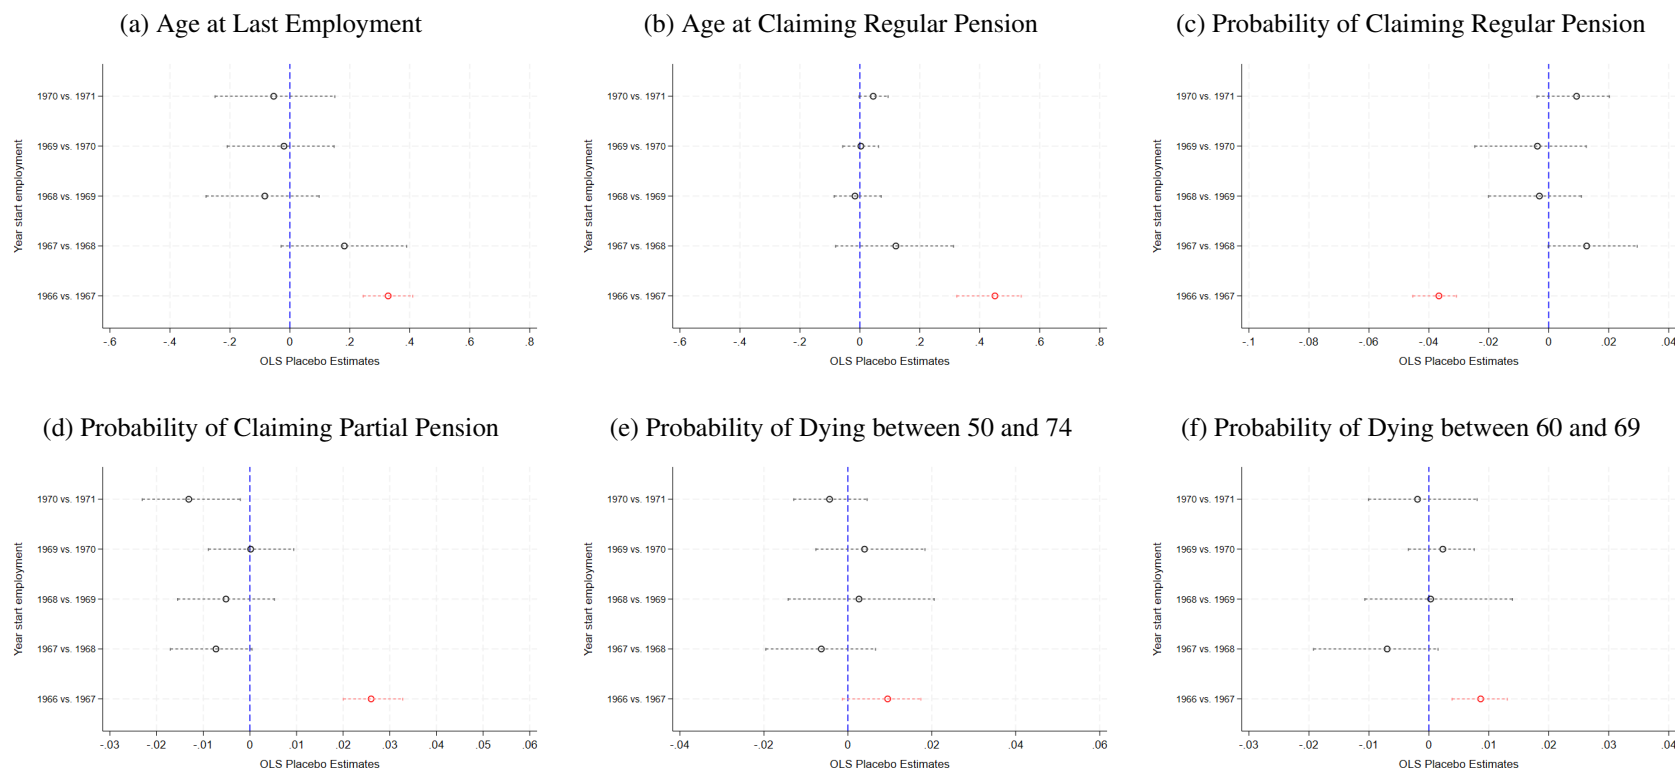 (a) Age at Last Employment
Year start employment
1970 vs. 1971
1969 vs. 1970
1968 vs. 1969
1967 vs. 1968
1966 vs. 1967
-.6 -.4 -.2 0 .2 .4 .6 .8
OLS Placebo Estimates
(b) Age at Claiming Regular Pension
Year start employment
1970 vs. 1971
1969 vs. 1970
1968 vs. 1969
1967 vs. 1968
1966 vs. 1967
-.6 -.4 -.2 0 .2 .4 .6 .8
OLS Placebo Estimates
(c) Probability of Claiming Regular Pension
Year start employment
1970 vs. 1971
1969 vs. 1970
1968 vs. 1969
1967 vs. 1968
1966 vs. 1967
-.1 -.08 -.06 -.04 -.02 0 .02 .04
OLS Placebo Estimates
(d) Probability of Claiming Partial Pension
Year start employment
1970 vs. 1971
1969 vs. 1970
1968 vs. 1969
1967 vs. 1968
1966 vs. 1967
-.03 -.02 -.01 0 .01 .02 .03 .04 .05 .06
OLS Placebo Estimates
(e) Probability of Dying between 50 and 74
Year start employment
1970 vs. 1971
1969 vs. 1970
1968 vs. 1969
1967 vs. 1968
1966 vs. 1967
-.04 -.02 0 .02 .04 .06
OLS Placebo Estimates
(f) Probability of Dying between 60 and 69
Year start employment
1970 vs. 1971
1969 vs. 1970
1968 vs. 1969
1967 vs. 1968
1966 vs. 1967
-.03 -.02 -.01 0 .01 .02 .03 .04
OLS Placebo Estimates